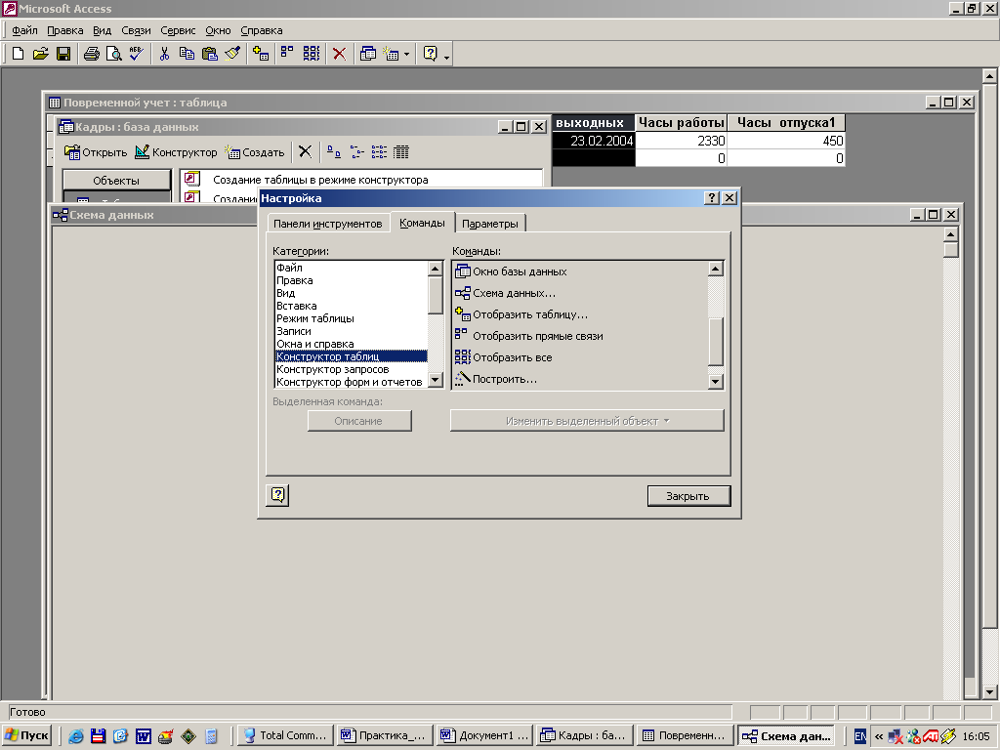 Microsoft Access
Файл Правка Вид Связи Сервис Окно Справка
Повременной учет : таблица
Кадры : база данных
выходных Часы работы Часы отпуска1
23.02.2004 2330 450
0 0
Открыть Конструктор Создать
Объекты
Создание таблицы в режиме конструктора
Схема данных
Настройка
Панели инструментов Команды Параметры
Категории:
Команды:
Файл
Правка
Вид
Вставка
Режим таблицы
Записи
Окна и справка
Конструктор таблиц
Конструктор запросов
Конструктор форм и отчетов
Окно базы данных
Схема данных...
Отобразить таблицу...
Отобразить прямые связи
Отобразить все
Построить...
Выделенная команда:
Описание
Изменить выделенный объект
Закрыть
Готово
Пуск
Total Comm...
Практика_...
Документ1 ...
Кадры : ба...
Повременн...
Схема дан...
EN
«
16:05